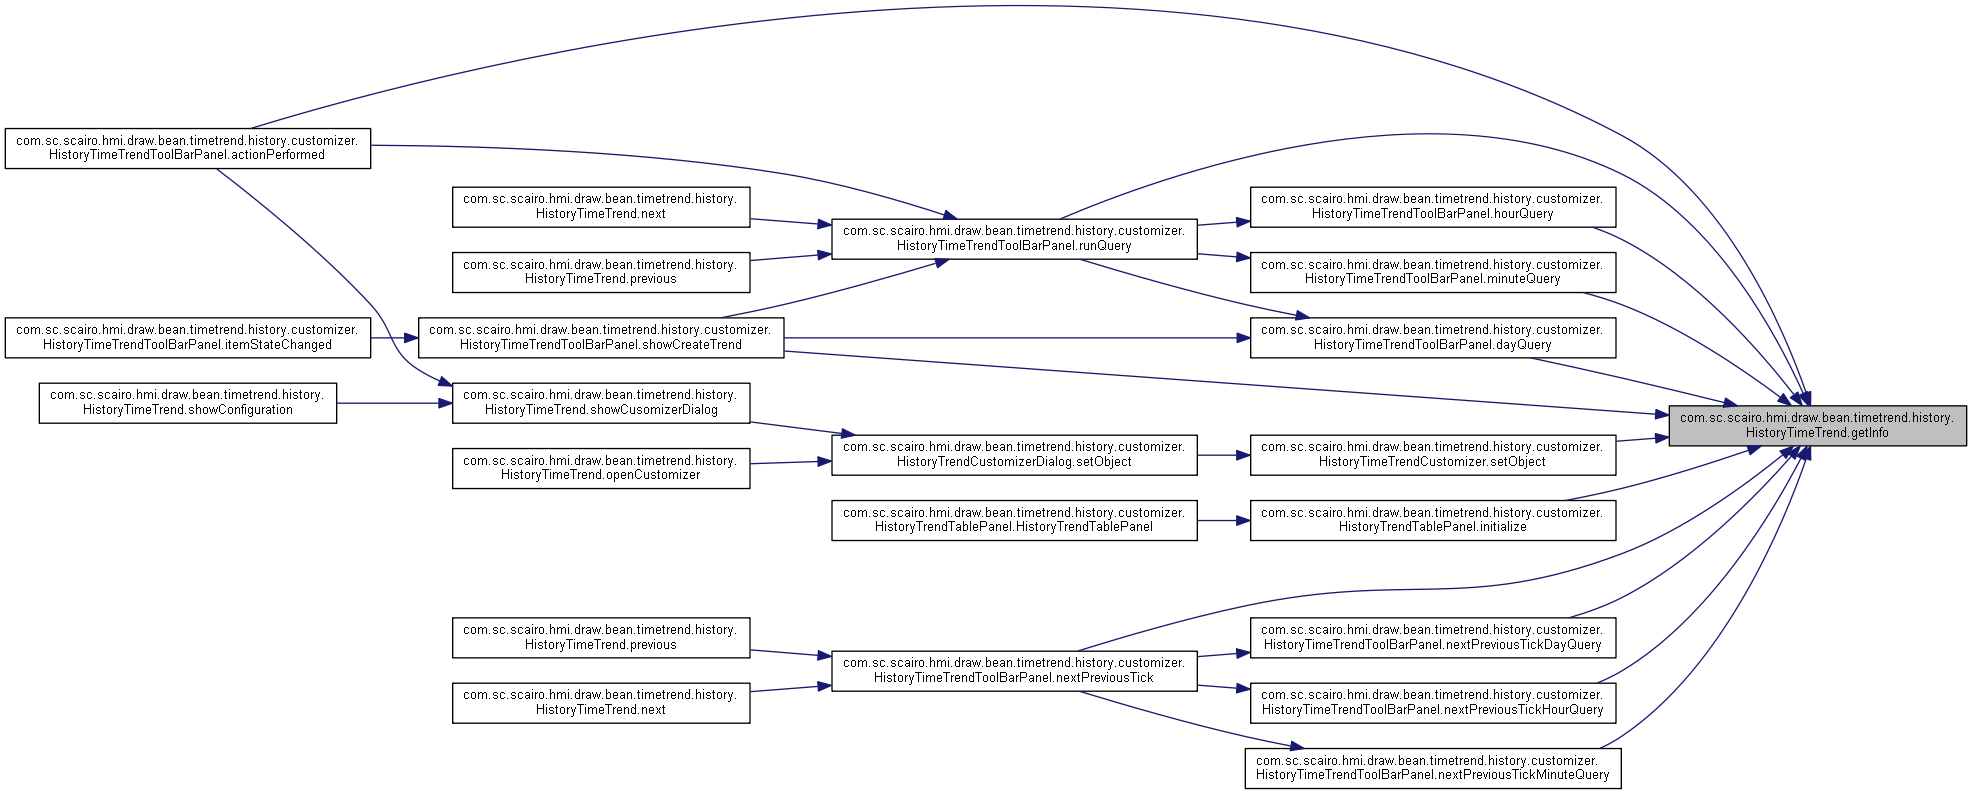 com.sc.scairo.hmi.draw.bean.timetrend.history.customizer.
HistoryTimeTrendToolBarPanel.actionPerformed
com.sc.scairo.hmi.draw.bean.timetrend.history.
HistoryTimeTrend.next
com.sc.scairo.hmi.draw.bean.timetrend.history.customizer.
HistoryTimeTrendToolBarPanel.hourQuery
com.sc.scairo.hmi.draw.bean.timetrend.history.customizer.
HistoryTimeTrendToolBarPanel.runQuery
com.sc.scairo.hmi.draw.bean.timetrend.history.
HistoryTimeTrend.previous
com.sc.scairo.hmi.draw.bean.timetrend.history.customizer.
HistoryTimeTrendToolBarPanel.minuteQuery
com.sc.scairo.hmi.draw.bean.timetrend.history.customizer.
HistoryTimeTrendToolBarPanel.itemStateChanged
com.sc.scairo.hmi.draw.bean.timetrend.history.customizer.
HistoryTimeTrendToolBarPanel.showCreateTrend
com.sc.scairo.hmi.draw.bean.timetrend.history.customizer.
HistoryTimeTrendToolBarPanel.dayQuery
com.sc.scairo.hmi.draw.bean.timetrend.history.
HistoryTimeTrend.showConfiguration
com.sc.scairo.hmi.draw.bean.timetrend.history.
HistoryTimeTrend.showCusomizerDialog
com.sc.scairo.hmi.draw.bean.timetrend.history.
HistoryTimeTrend.getInfo
com.sc.scairo.hmi.draw.bean.timetrend.history.customizer.
HistoryTrendCustomizerDialog.setObject
com.sc.scairo.hmi.draw.bean.timetrend.history.customizer.
HistoryTimeTrendCustomizer.setObject
com.sc.scairo.hmi.draw.bean.timetrend.history.
HistoryTimeTrend.openCustomizer
com.sc.scairo.hmi.draw.bean.timetrend.history.customizer.
HistoryTrendTablePanel.HistoryTrendTablePanel
com.sc.scairo.hmi.draw.bean.timetrend.history.customizer.
HistoryTrendTablePanel.initialize
com.sc.scairo.hmi.draw.bean.timetrend.history.
HistoryTimeTrend.previous
com.sc.scairo.hmi.draw.bean.timetrend.history.customizer.
HistoryTimeTrendToolBarPanel.nextPreviousTickDayQuery
com.sc.scairo.hmi.draw.bean.timetrend.history.customizer.
HistoryTimeTrendToolBarPanel.nextPreviousTick
com.sc.scairo.hmi.draw.bean.timetrend.history.
HistoryTimeTrend.next
com.sc.scairo.hmi.draw.bean.timetrend.history.customizer.
HistoryTimeTrendToolBarPanel.nextPreviousTickHourQuery
com.sc.scairo.hmi.draw.bean.timetrend.history.customizer.
HistoryTimeTrendToolBarPanel.nextPreviousTickMinuteQuery